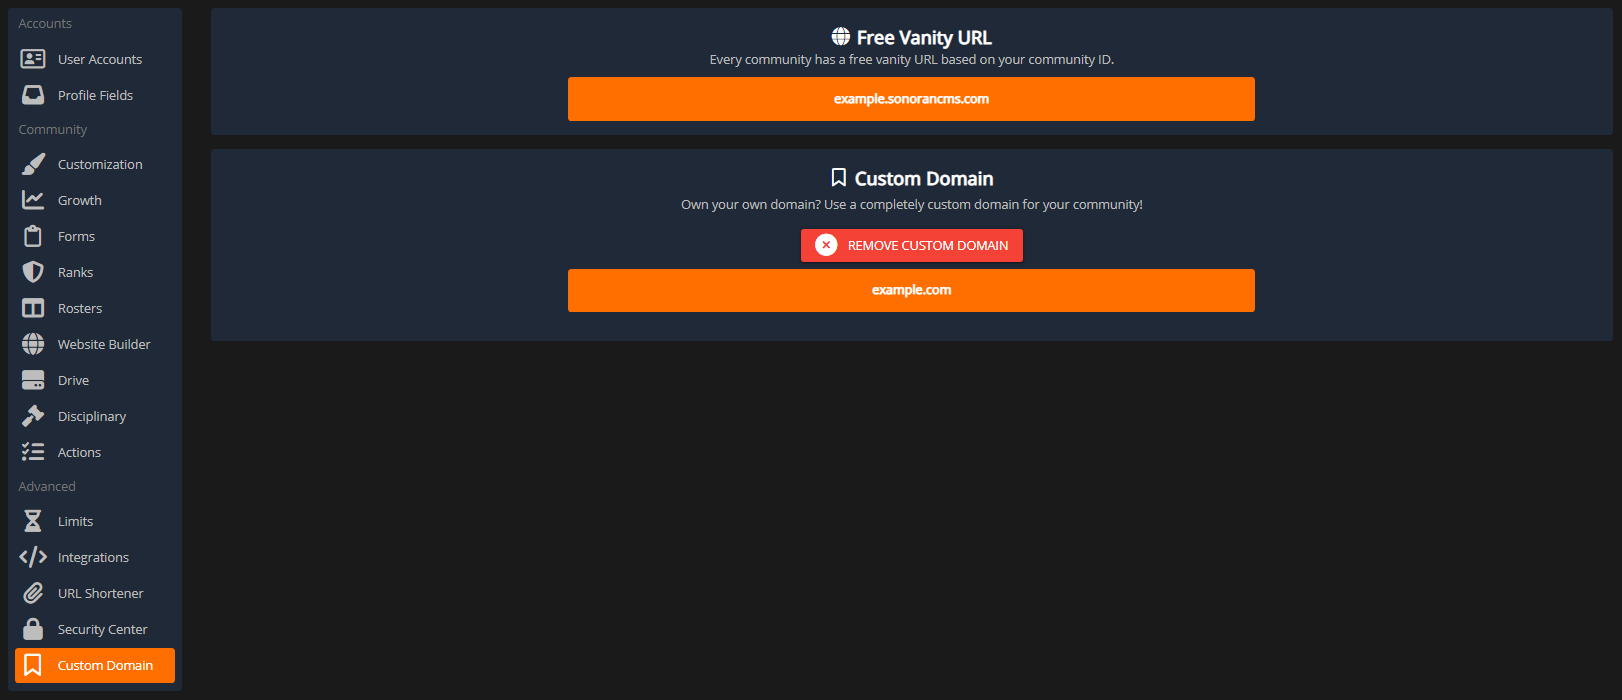 Accounts
User Accounts
Profile Fields
Community
Customization
Growth
Forms
Ranks
Rosters
Website Builder
Drive
Disciplinary
Actions
Advanced
Limits
Integrations
URL Shortener
Security Center
Custom Domain
Free Vanity URL
Every community has a free vanity URL based on your community ID.
example.sonorancms.com
Custom Domain
Own your own domain? Use a completely custom domain for your community!
REMOVE CUSTOM DOMAIN
example.com